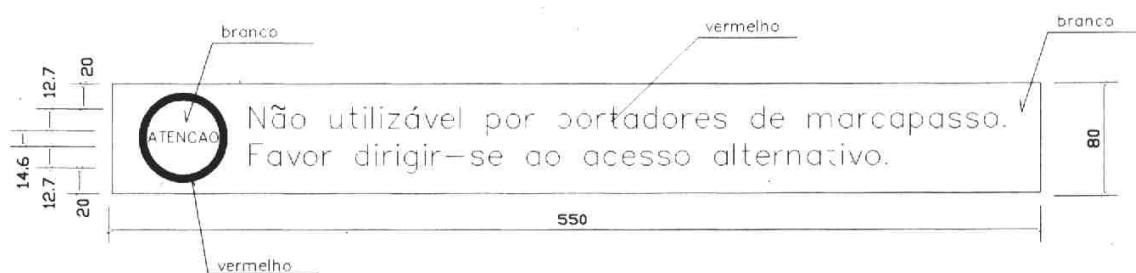 branco
vermelho
branco
12.7
20
ATENCAO
Não utilizável por portadores de marcapasso.
Favor dirigir-se ao acesso alternativo.
80
14.6
12.7
20
550
vermelho